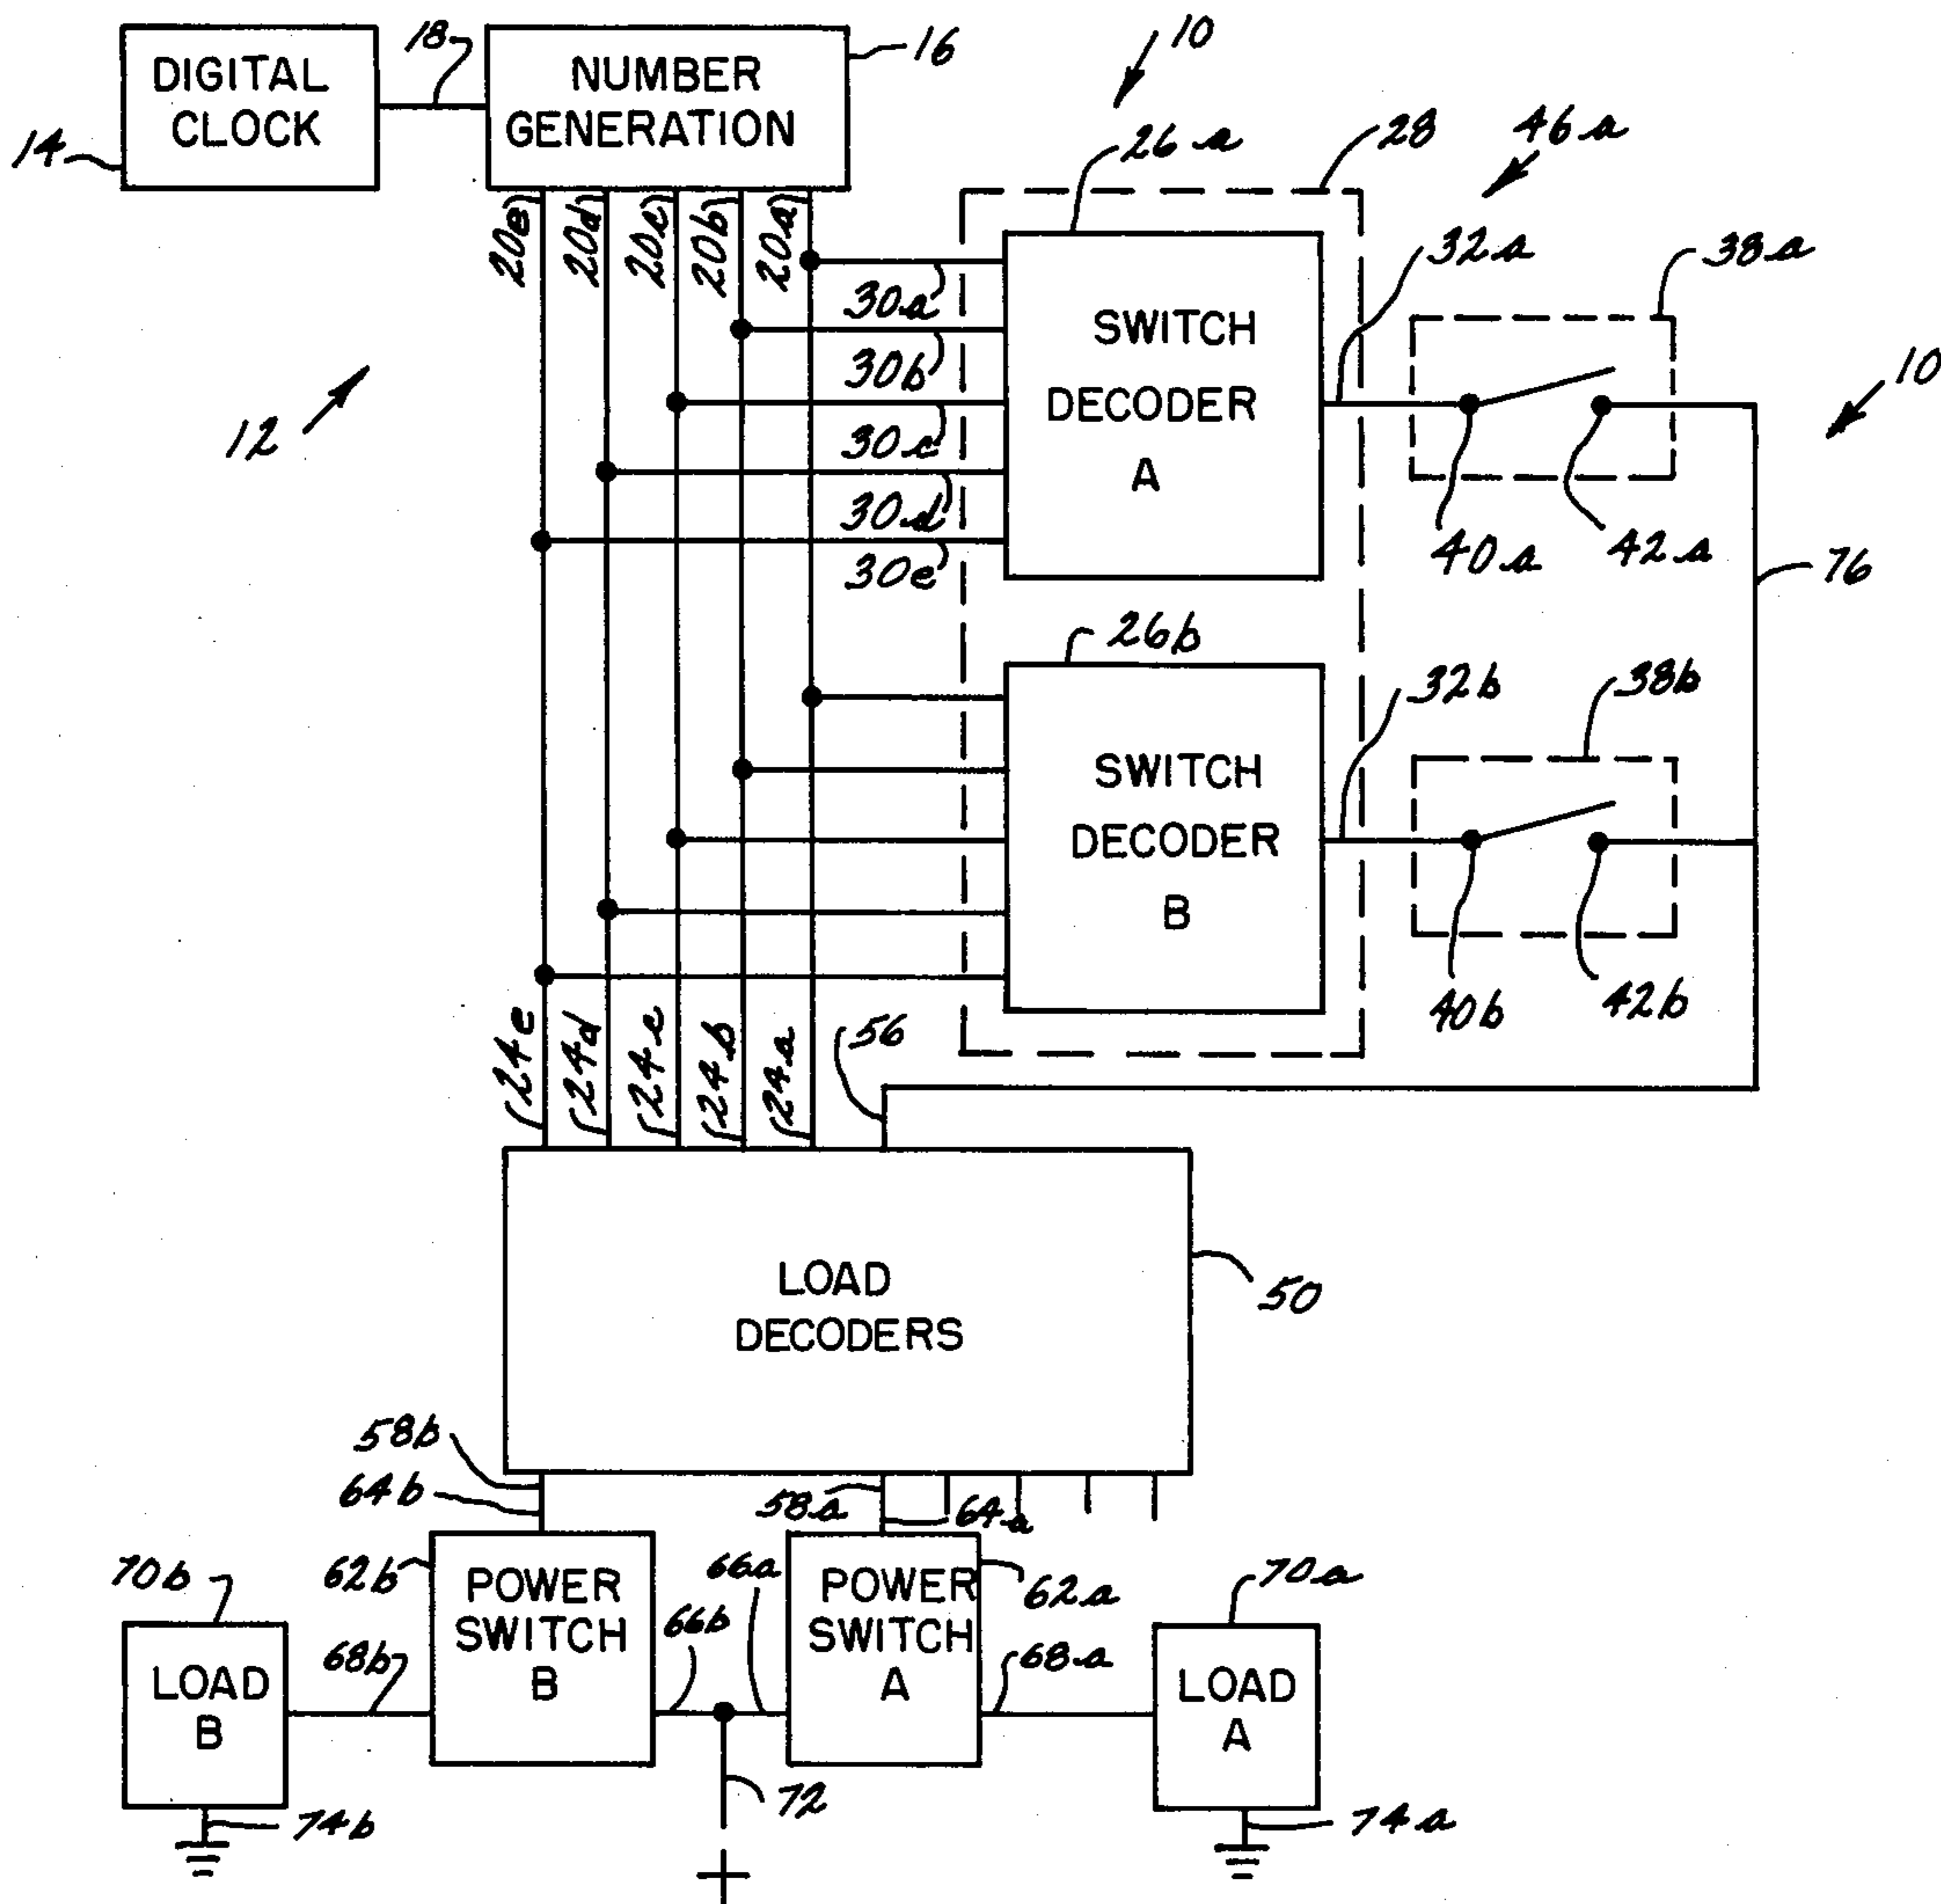 DIGITAL
CLOCK
14
18
NUMBER
GENERATION
16
10
28
46a
26a
20e
20d
20c
20b
20a
30a
30b
30c
30d
30e
SWITCH
DECODER
A
32a
38a
40a
42a
10
12
76
26b
SWITCH
DECODER
B
32b
38b
40b
42b
24e
24d
24c
24b
24a
56
LOAD
DECODERS
50
58b
64b
58a
64a
70b
62b
POWER
SWITCH
B
66b
66a
POWER
SWITCH
A
62a
70a
LOAD
B
68b
68a
LOAD
A
72
74b
74a
+